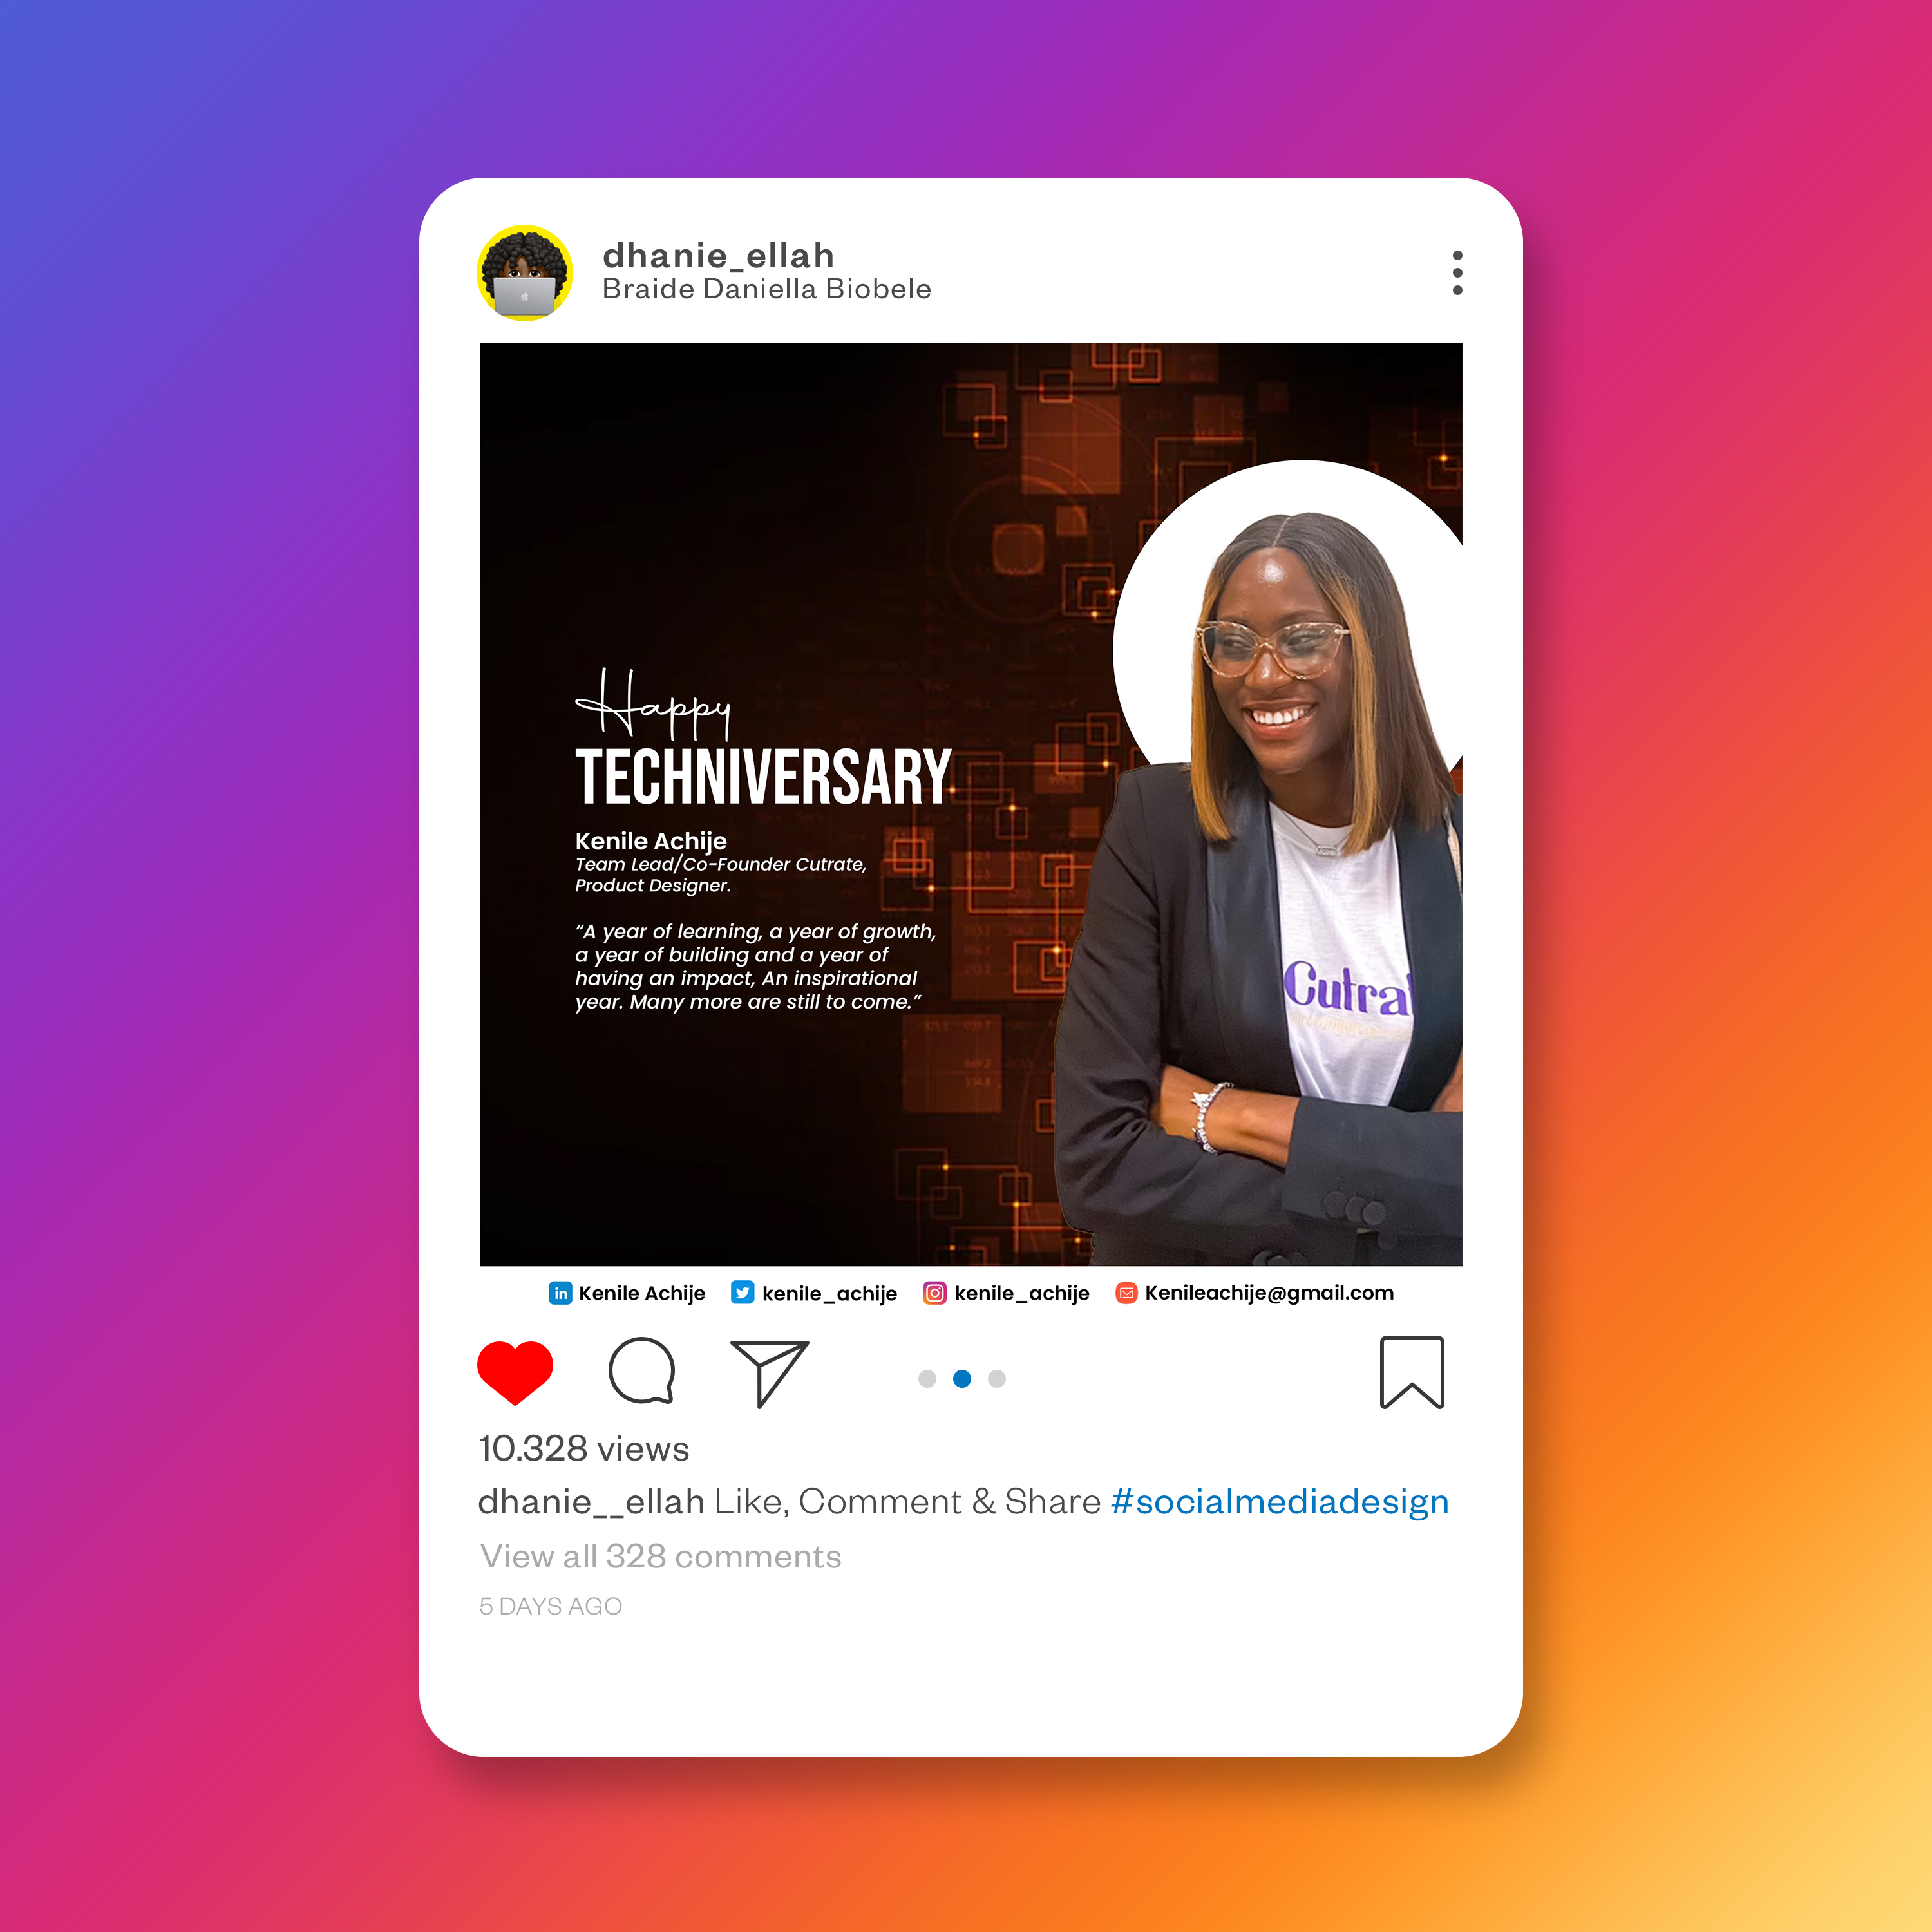 dhanie_ellah
Braide Daniella Biobele
Happy
TECHNIVERSARY
Kenile Achije
Team Lead/Co-Founder Cutrate,
Product Designer.
“A year of learning, a year of growth,
a year of building and a year of
having an impact, An inspirational
year. Many more are still to come.”
Cutra
in Kenile Achije kenile_achije kenile_achije Kenileachije@gmail.com
10.328 views
dhanie__ellah Like, Comment & Share #socialmediadesign
View all 328 comments
5 DAYS AGO